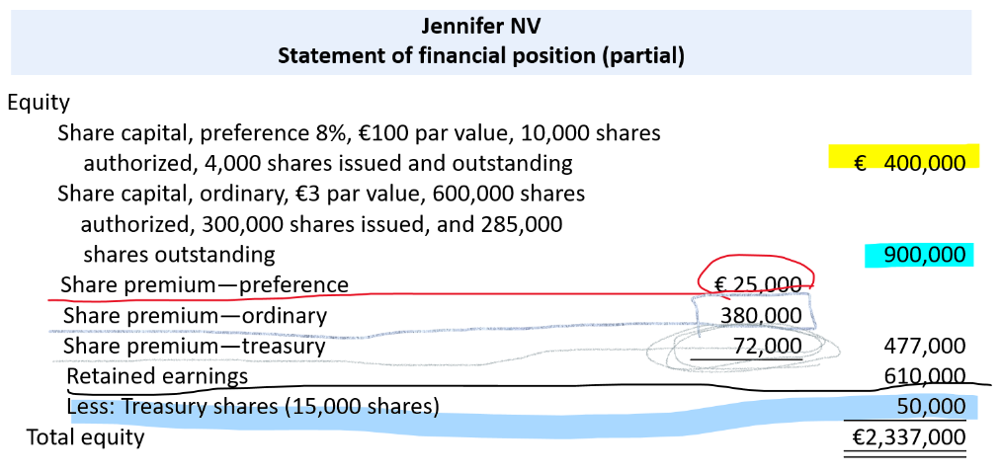 Jennifer NV
Statement of financial position (partial)
Equity
Share capital, preference 8%, €100 par value, 10,000 shares
authorized, 4,000 shares issued and outstanding € 400,000
Share capital, ordinary, €3 par value, 600,000 shares
authorized, 300,000 shares issued, and 285,000
shares outstanding 900,000
Share premium—preference € 25,000
Share premium—ordinary 380,000
Share premium—treasury 72,000 477,000
Retained earnings 610,000
Less: Treasury shares (15,000 shares) 50,000
Total equity €2,337,000